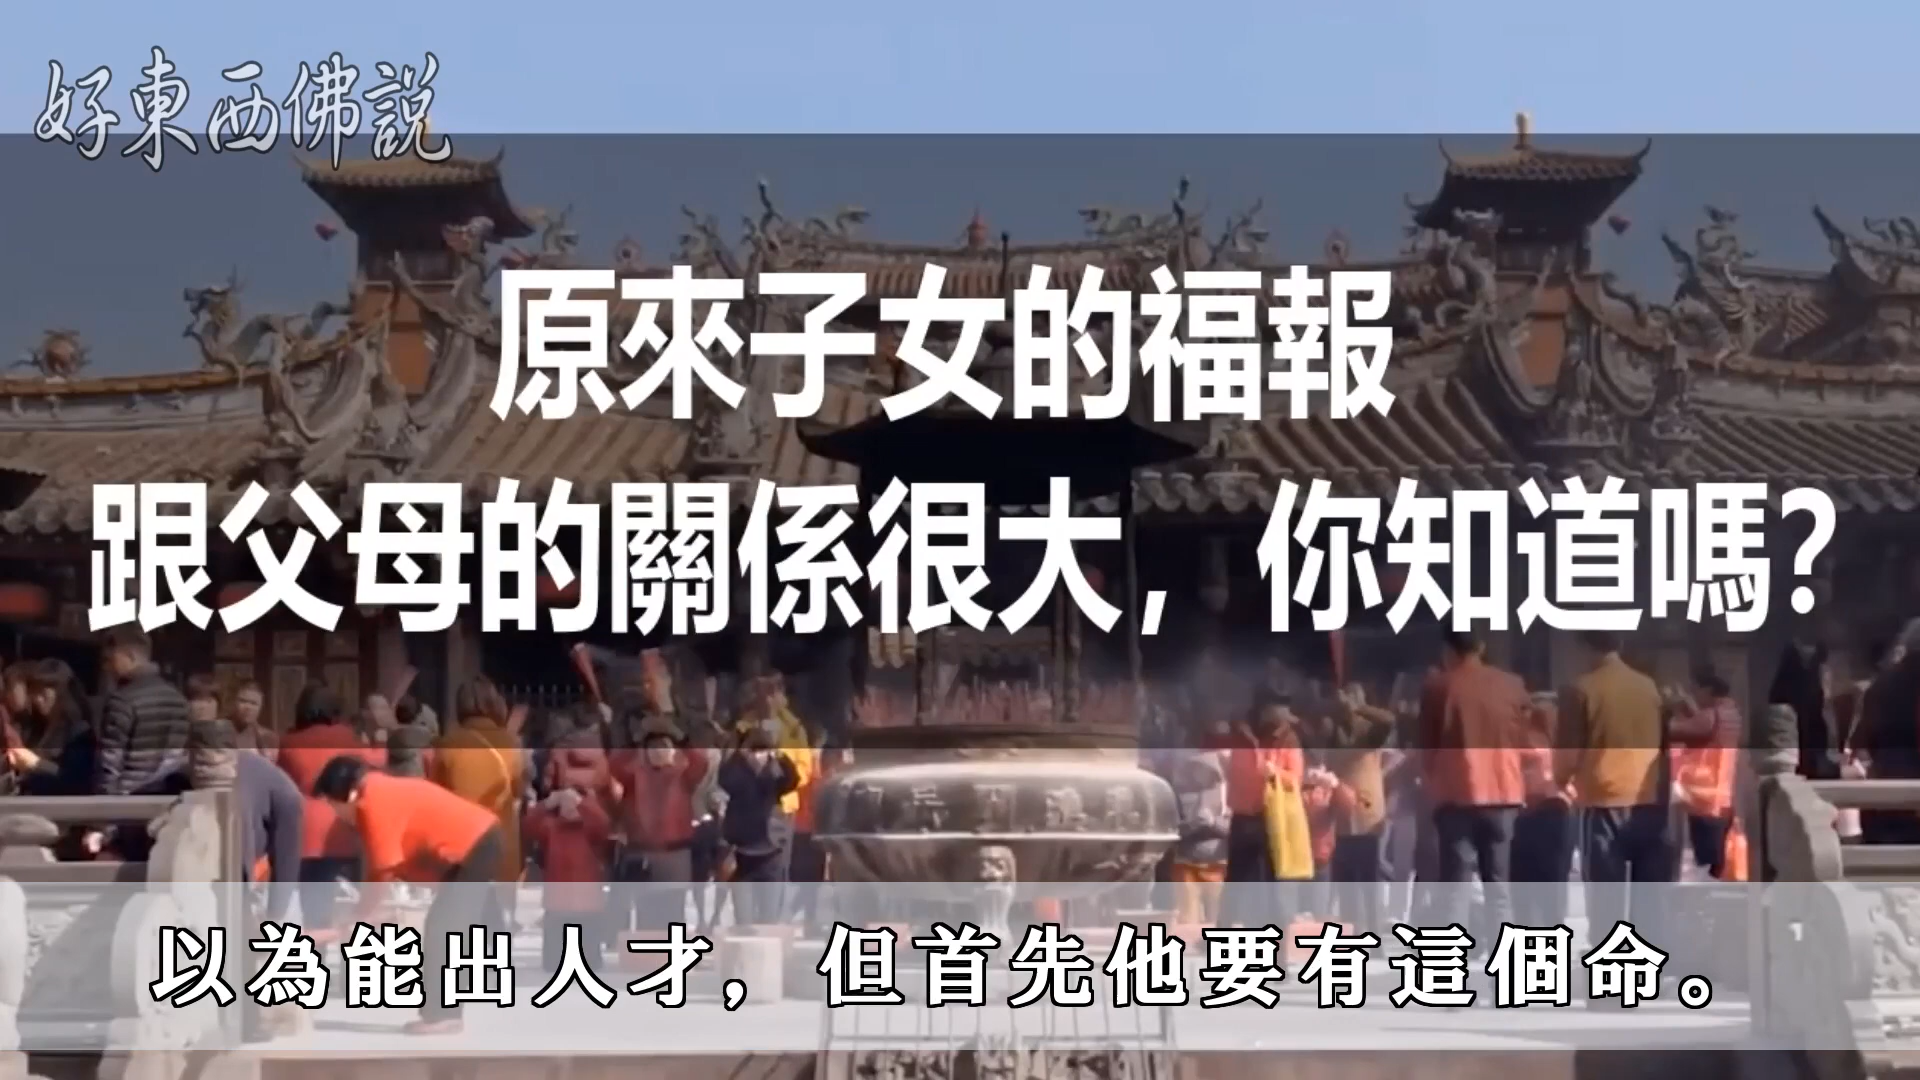 好東西佛說
原來子女的福報
跟父母的關係很大，你知道嗎？
以為能出人才，但首先他要有這個命。